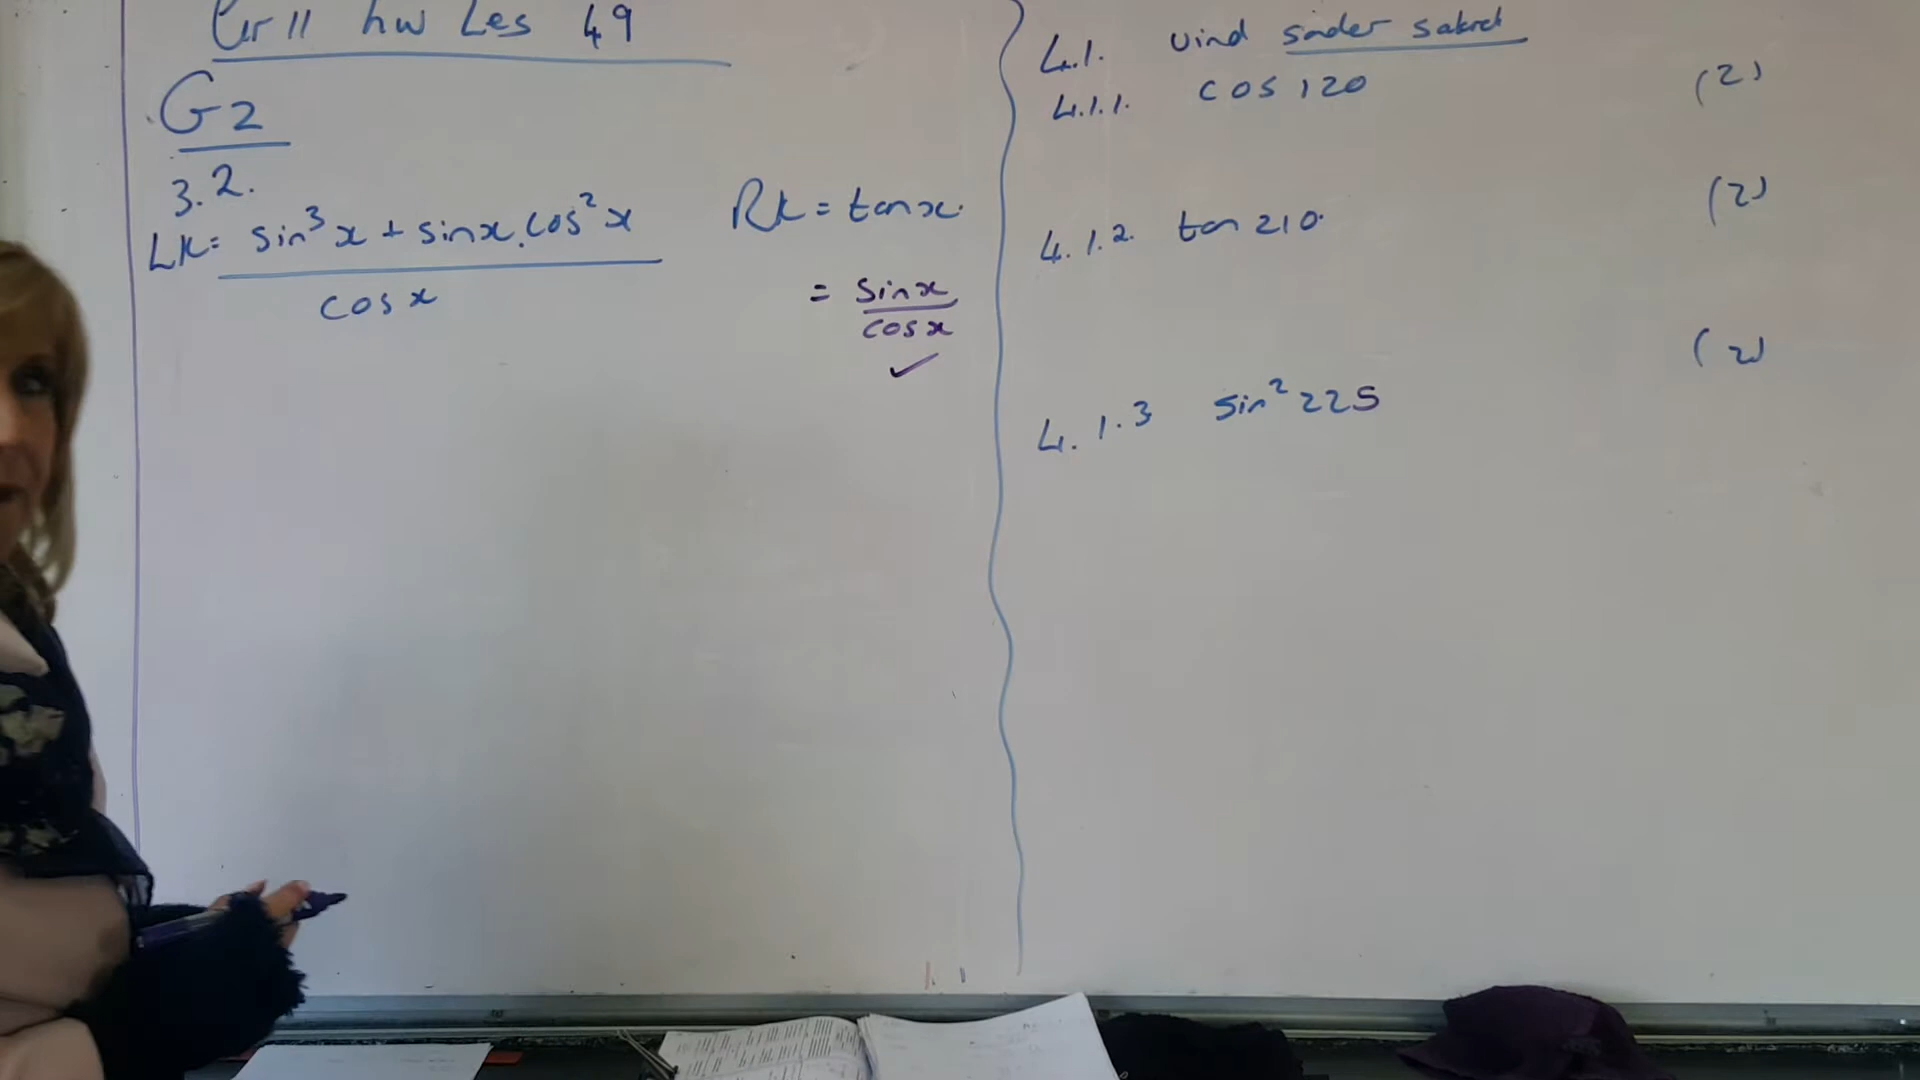 Gr 11 hw Les 49
G2
3.2.
LK = sin³x + sinx.cos²x / cosx
RK = tanx.
= sinx / cosx ✓
4.1. vind sonder sakrek
4.1.1. cos 120 (2)
4.1.2. tan 210. (2)
4.1.3 sin² 225 (2)